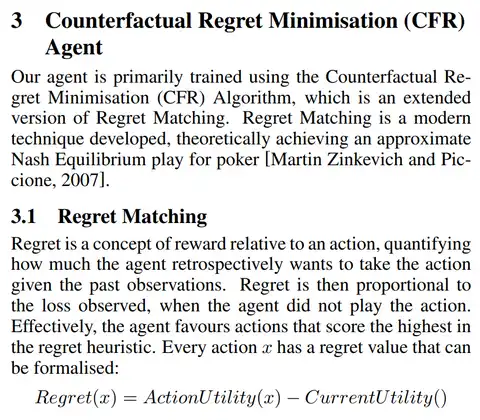 3 Counterfactual Regret Minimisation (CFR)
Agent
Our agent is primarily trained using the Counterfactual Re-
gret Minimisation (CFR) Algorithm, which is an extended
version of Regret Matching. Regret Matching is a modern
technique developed, theoretically achieving an approximate
Nash Equilibrium play for poker [Martin Zinkevich and Pic-
cione, 2007].
3.1 Regret Matching
Regret is a concept of reward relative to an action, quantifying
how much the agent retrospectively wants to take the action
given the past observations. Regret is then proportional to
the loss observed, when the agent did not play the action.
Effectively, the agent favours actions that score the highest in
the regret heuristic. Every action x has a regret value that can
be formalised:
Regret(x) = ActionUtility(x) − CurrentUtility()